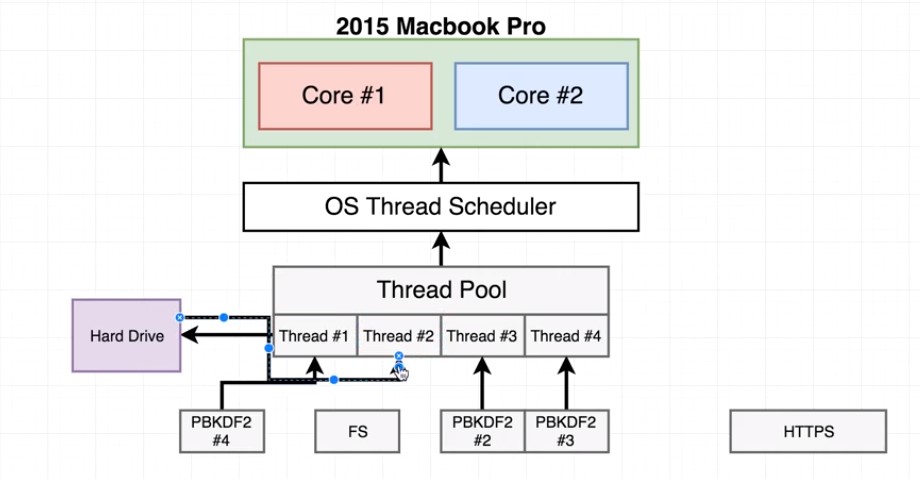 2015 Macbook Pro
Core #1
Core #2
OS Thread Scheduler
Thread Pool
Hard Drive
Thread #1
Thread #2
Thread #3
Thread #4
PBKDF2
#4
FS
PBKDF2
#2
PBKDF2
#3
HTTPS